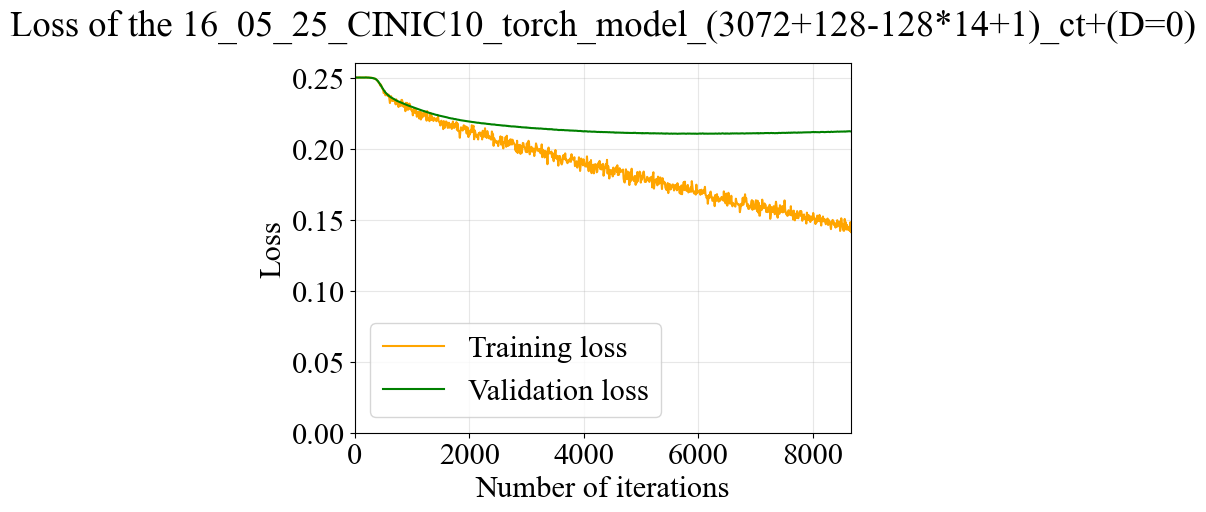 Loss of the 16_05_25_CINIC10_torch_model_(3072+128-128*14+1)_ct+(D=0)
0.25
0.20
0.15
0.10
0.05
0.00
Loss
Training loss
Validation loss
0 2000 4000 6000 8000
Number of iterations